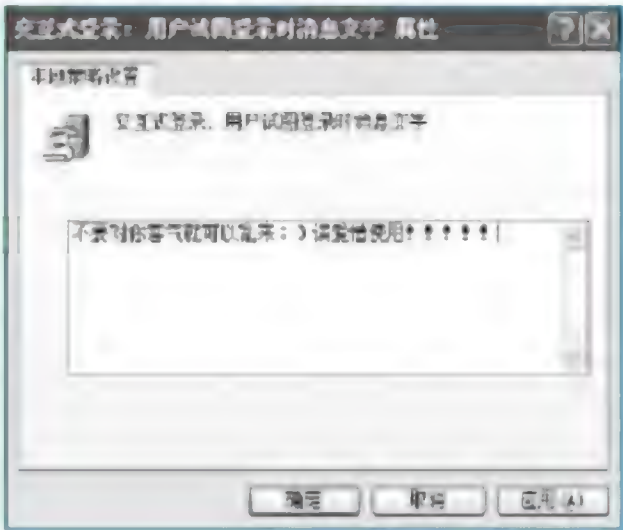 交互式登录: 用户试图登录时消息文字 属性
本地策略设置
交互式登录: 用户试图登录时消息文字
不要对你客气就可以乱来：）请爱惜使用！！！！！
确定
取消
应用(A)